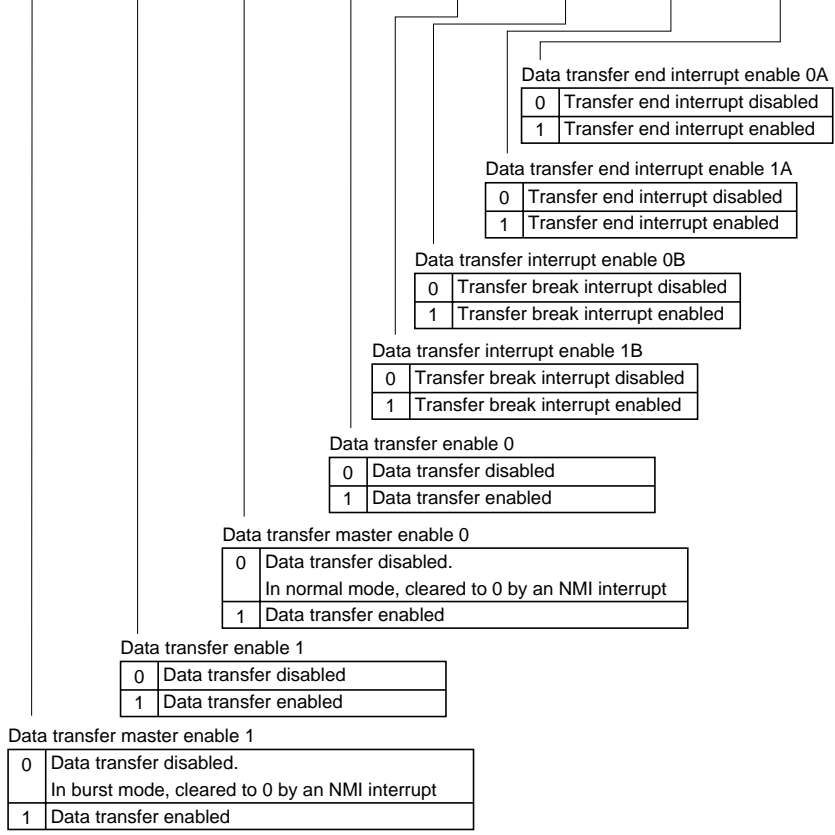 Data transfer end interrupt enable 0A
0 Transfer end interrupt disabled
1 Transfer end interrupt enabled
Data transfer end interrupt enable 1A
0 Transfer end interrupt disabled
1 Transfer end interrupt enabled
Data transfer interrupt enable 0B
0 Transfer break interrupt disabled
1 Transfer break interrupt enabled
Data transfer interrupt enable 1B
0 Transfer break interrupt disabled
1 Transfer break interrupt enabled
Data transfer enable 0
0 Data transfer disabled
1 Data transfer enabled
Data transfer master enable 0
0 Data transfer disabled.
In normal mode, cleared to 0 by an NMI interrupt
1 Data transfer enabled
Data transfer enable 1
0 Data transfer disabled
1 Data transfer enabled
Data transfer master enable 1
0 Data transfer disabled.
In burst mode, cleared to 0 by an NMI interrupt
1 Data transfer enabled